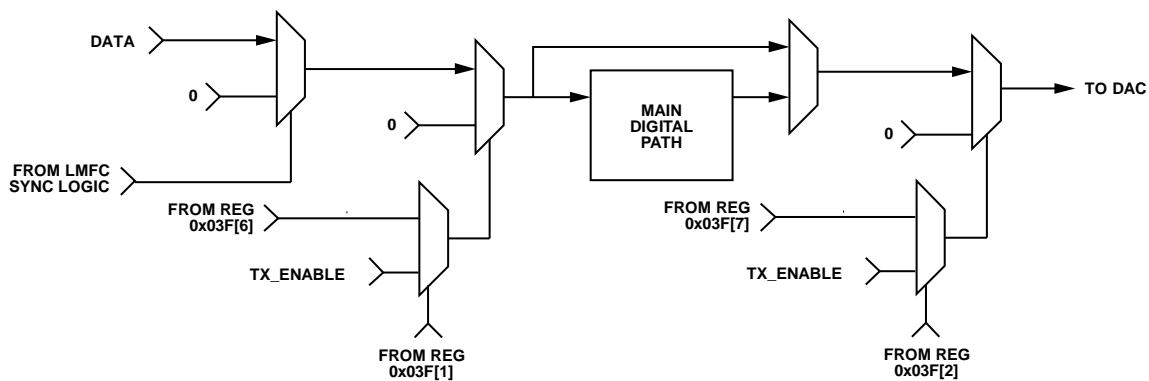 DATA
0
FROM LMFC
SYNC LOGIC
0
FROM REG
0x03F[6]
TX_ENABLE
FROM REG
0x03F[1]
MAIN
DIGITAL
PATH
TO DAC
0
FROM REG
0x03F[7]
TX_ENABLE
FROM REG
0x03F[2]